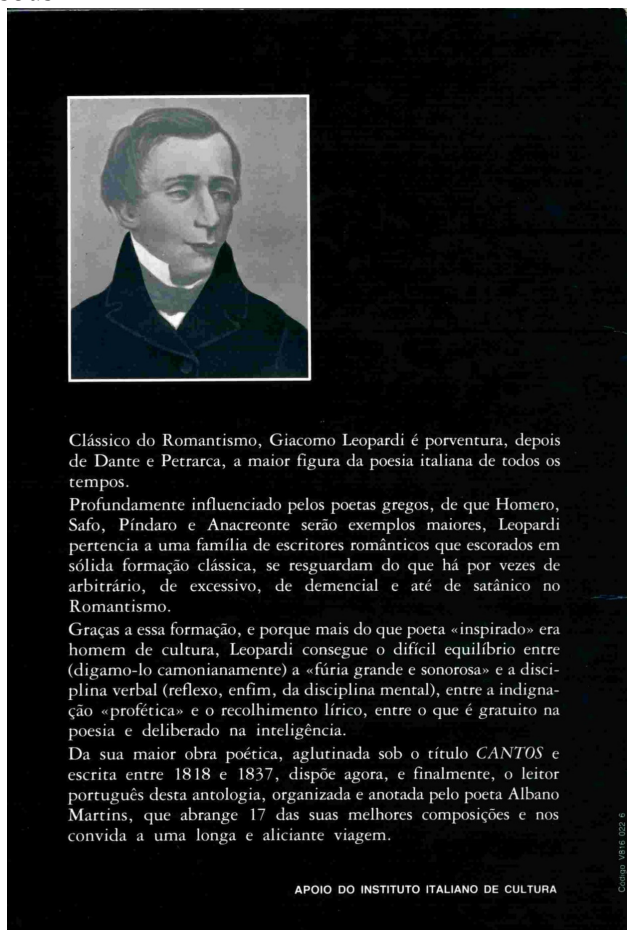 Clássico do Romantismo, Giacomo Leopardi é porventura, depois
de Dante e Petrarca, a maior figura da poesia italiana de todos os
tempos.
Profundamente influenciado pelos poetas gregos, de que Homero,
Safo, Píndaro e Anacreonte serão exemplos maiores, Leopardi
pertencia a uma família de escritores românticos que escorados em
sólida formação clássica, se resguardam do que há por vezes de
arbitrário, de excessivo, de demencial e até de satânico no
Romantismo.
Graças a essa formação, e porque mais do que poeta «inspirado» era
homem de cultura, Leopardi consegue o difícil equilíbrio entre
(digamo-lo camonianamente) a «fúria grande e sonorosa» e a disci-
plina verbal (reflexo, enfim, da disciplina mental), entre a indigna-
ção «profética» e o recolhimento lírico, entre o que é gratuito na
poesia e deliberado na inteligência.
Da sua maior obra poética, aglutinada sob o título CANTOS e
escrita entre 1818 e 1837, dispõe agora, e finalmente, o leitor
português desta antologia, organizada e anotada pelo poeta Albano
Martins, que abrange 17 das suas melhores composições e nos
convida a uma longa e aliciante viagem.
APOIO DO INSTITUTO ITALIANO DE CULTURA
Código V816 022 6